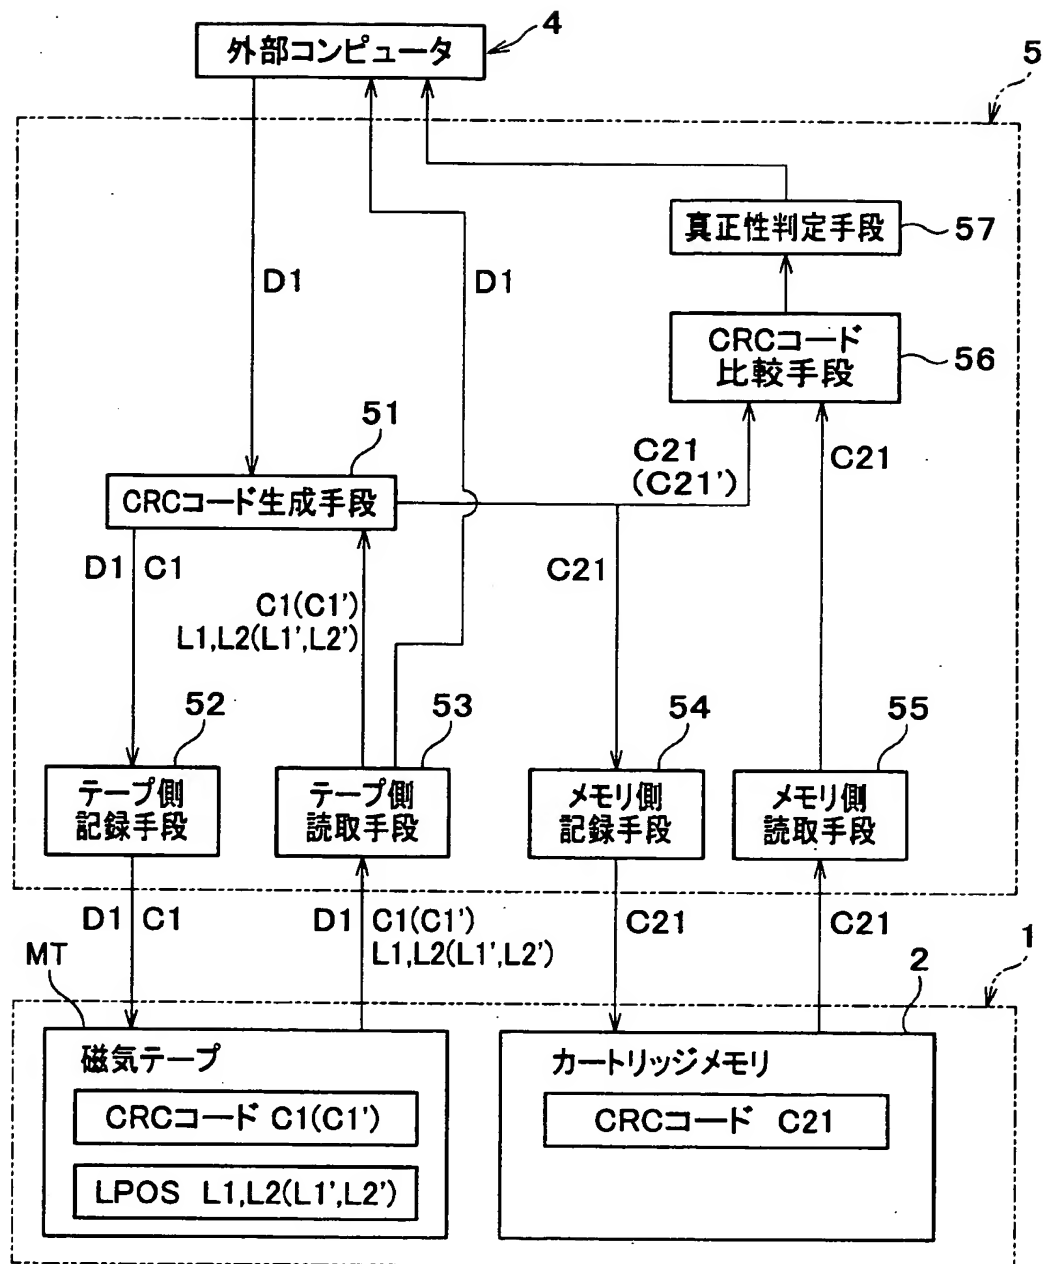 4
外部コンピュータ
5
真正性判定手段
57
D1
D1
CRCコード
比較手段
56
51
C21
(C21')
C21
CRCコード生成手段
D1
C1
C21
C1(C1')
L1,L2(L1',L2')
52
53
54
55
テープ側
記録手段
テープ側
読取手段
メモリ側
記録手段
メモリ側
読取手段
D1
C1
D1
C1(C1')
L1,L2(L1',L2')
C21
C21
1
MT
2
磁気テープ
カートリッジメモリ
CRCコード C1(C1')
CRCコード C21
LPOS L1,L2(L1',L2')